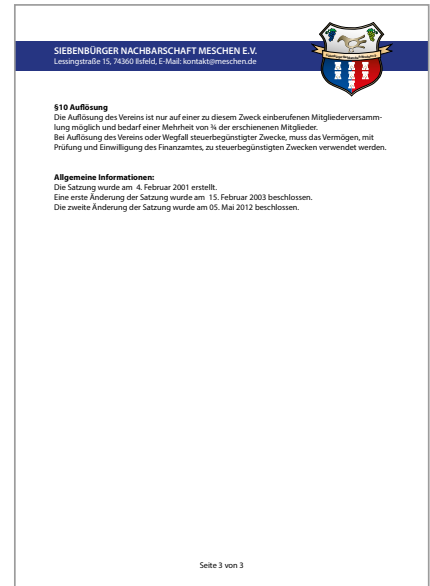 SIEBENBÜRGER NACHBARSCHAFT MESCHEN E.V.
Lessingstraße 15, 74360 Ilsfeld, E-Mail: kontakt@meschen.de
§10 Auflösung
Die Auflösung des Vereins ist nur auf einer zu diesem Zweck einberufenen Mitgliederversamm-
lung möglich und bedarf einer Mehrheit von ¾ der erschienenen Mitglieder.
Bei Auflösung des Vereins oder Wegfall steuerbegünstigter Zwecke, muss das Vermögen, mit
Prüfung und Einwilligung des Finanzamtes, zu steuerbegünstigten Zwecken verwendet werden.
Allgemeine Informationen:
Die Satzung wurde am 4. Februar 2001 erstellt.
Eine erste Änderung der Satzung wurde am 15. Februar 2003 beschlossen.
Die zweite Änderung der Satzung wurde am 05. Mai 2012 beschlossen.
Seite 3 von 3